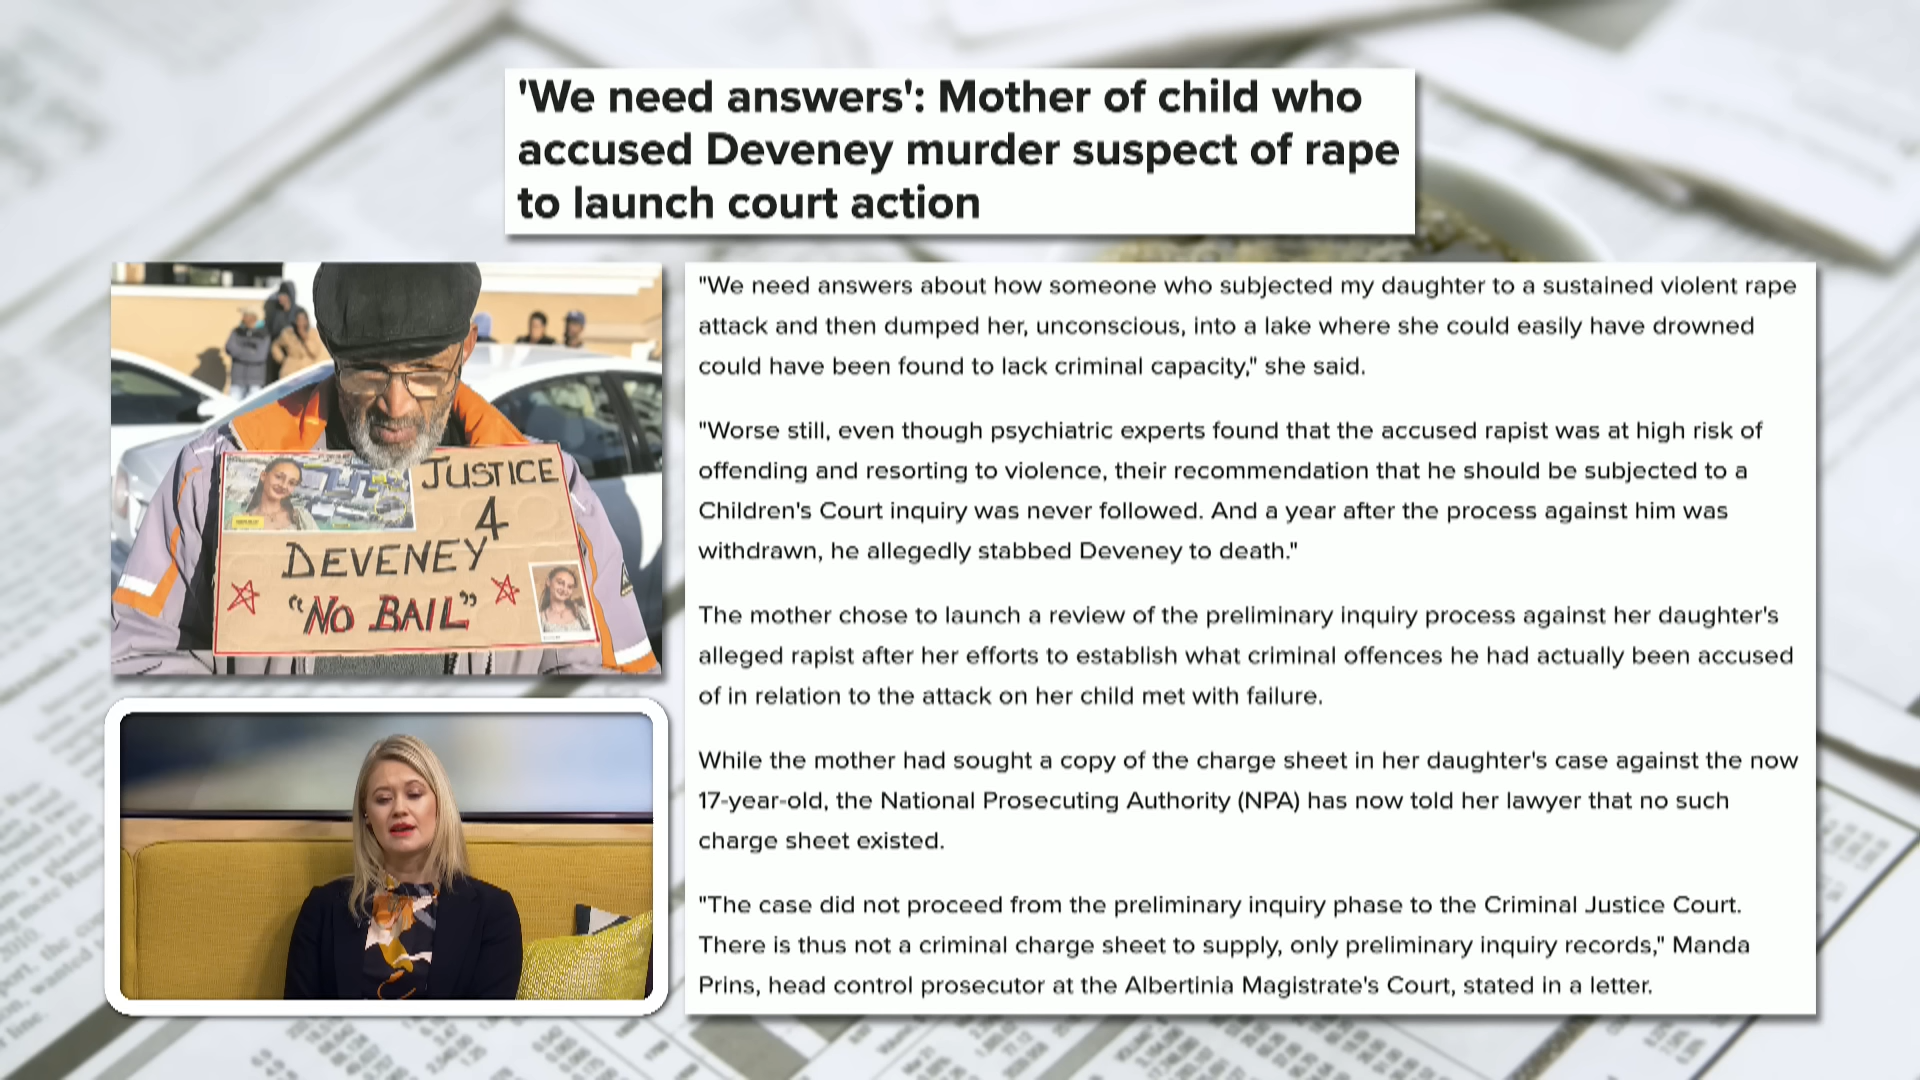 'We need answers': Mother of child who
accused Deveney murder suspect of rape
to launch court action
JUSTICE
4
DEVENEY
"NO BAIL"
"We need answers about how someone who subjected my daughter to a sustained violent rape
attack and then dumped her, unconscious, into a lake where she could easily have drowned
could have been found to lack criminal capacity," she said.
"Worse still, even though psychiatric experts found that the accused rapist was at high risk of
offending and resorting to violence, their recommendation that he should be subjected to a
Children's Court inquiry was never followed. And a year after the process against him was
withdrawn, he allegedly stabbed Deveney to death."
The mother chose to launch a review of the preliminary inquiry process against her daughter's
alleged rapist after her efforts to establish what criminal offences he had actually been accused
of in relation to the attack on her child met with failure.
While the mother had sought a copy of the charge sheet in her daughter's case against the now
17-year-old, the National Prosecuting Authority (NPA) has now told her lawyer that no such
charge sheet existed.
"The case did not proceed from the preliminary inquiry phase to the Criminal Justice Court.
There is thus not a criminal charge sheet to supply, only preliminary inquiry records," Manda
Prins, head control prosecutor at the Albertinia Magistrate's Court, stated in a letter.